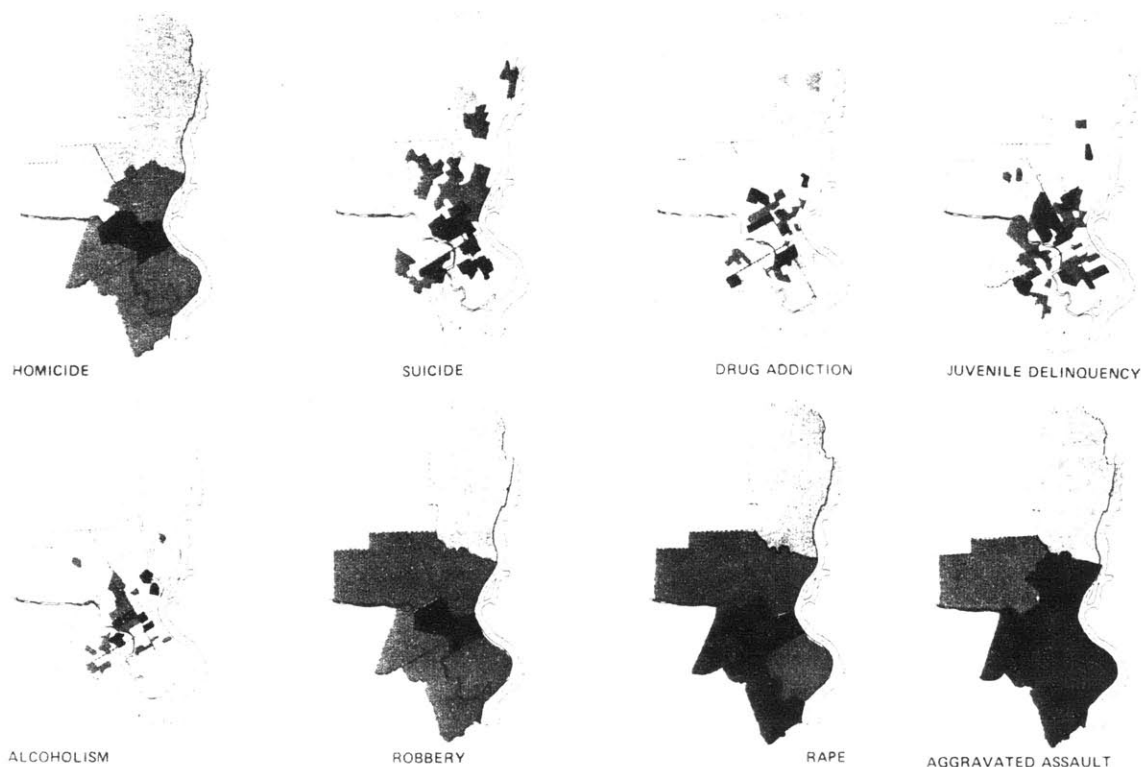 HOMICIDE
SUICIDE
DRUG ADDICTION
JUVENILE DELINQUENCY
ALCOHOLISM
ROBBERY
RAPE
AGGRAVATED ASSAULT